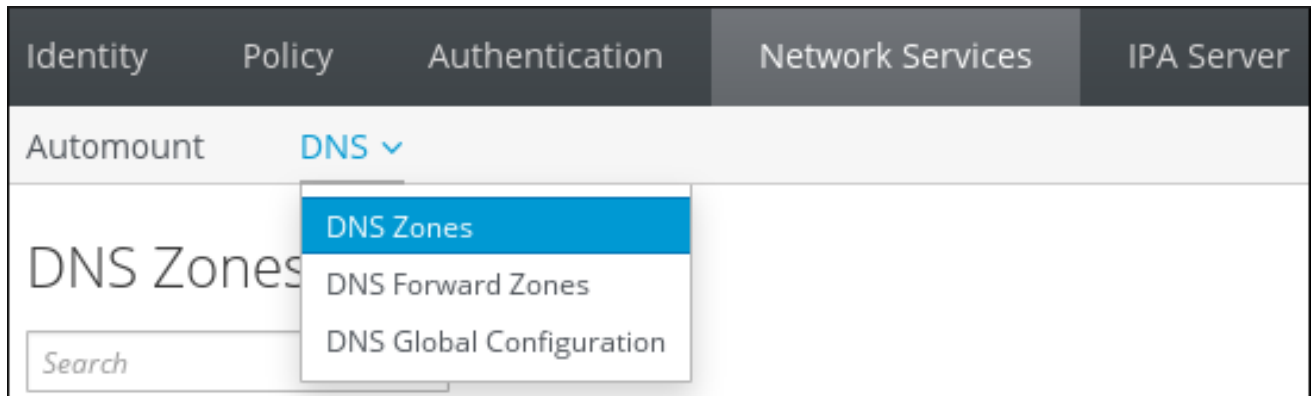 Identity Policy Authentication Network Services IPA Server
Automount DNS
DNS Zones
DNS Zones
DNS Forward Zones
DNS Global Configuration
Search